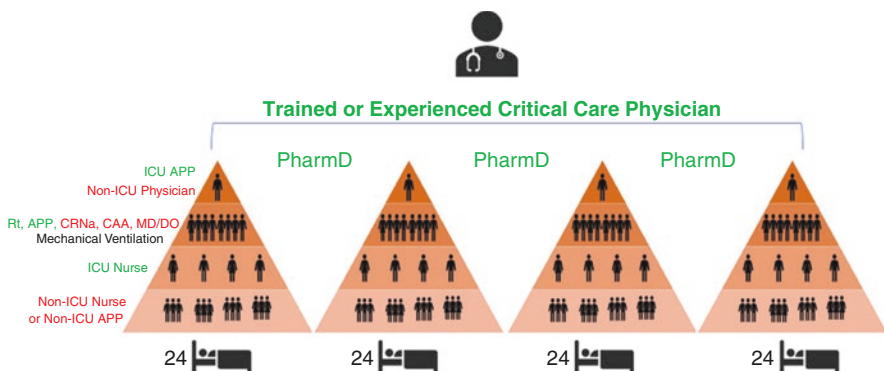 Trained or Experienced Critical Care Physician
PharmD PharmD PharmD
ICU APP
Non-ICU Physician
Rt, APP, CRNa, CAA, MD/DO
Mechanical Ventilation
ICU Nurse
Non-ICU Nurse
or Non-ICU APP
24 24 24 24